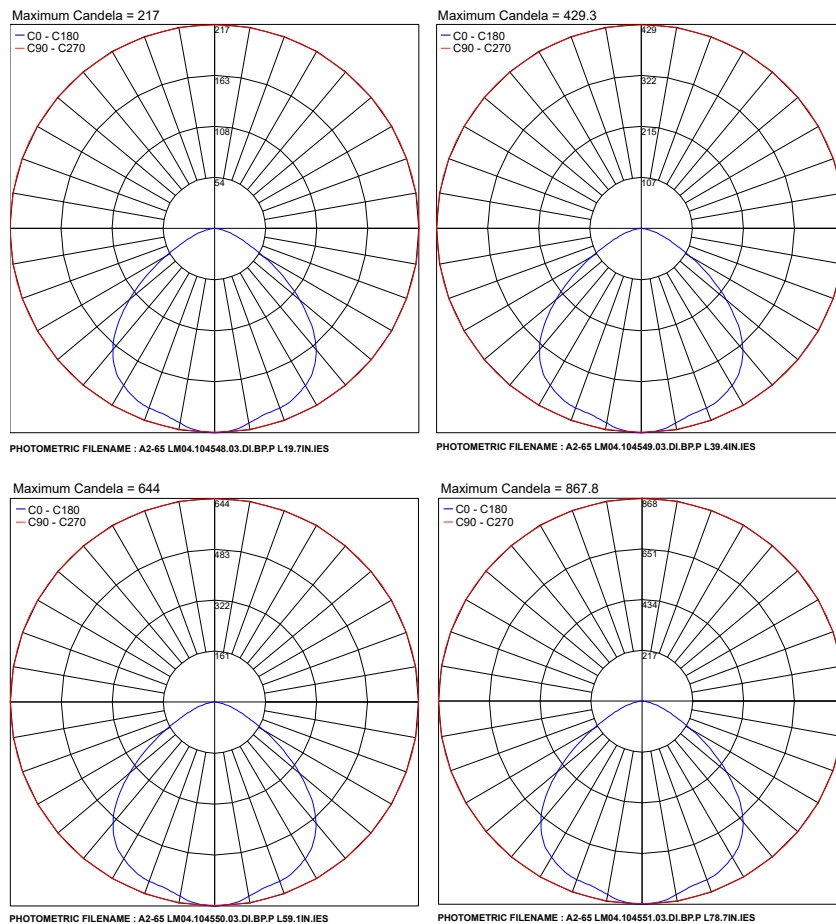 Maximum Candela = 217
C0 - C180
C90 - C270
217
163
108
54
PHOTOMETRIC FILENAME : A2-65 LM04.104548.03.DI.BP.P L19.7IN.IES
Maximum Candela = 429.3
C0 - C180
C90 - C270
429
322
215
107
PHOTOMETRIC FILENAME : A2-65 LM04.104549.03.DI.BP.P L39.4IN.IES
Maximum Candela = 644
C0 - C180
C90 - C270
644
483
322
161
PHOTOMETRIC FILENAME : A2-65 LM04.104550.03.DI.BP.P L59.1IN.IES
Maximum Candela = 867.8
C0 - C180
C90 - C270
868
651
434
217
PHOTOMETRIC FILENAME : A2-65 LM04.104551.03.DI.BP.P L78.7IN.IES